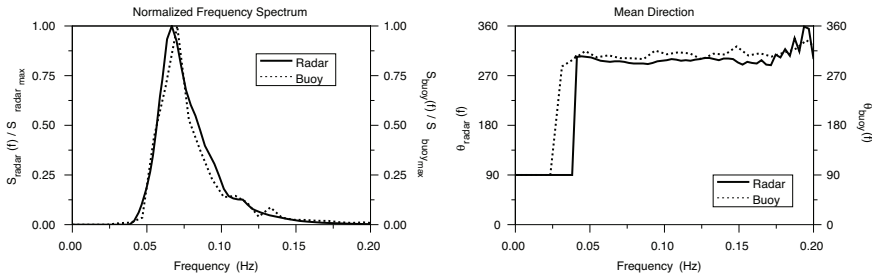 Normalized Frequency Spectrum
1.00
0.75
0.50
0.25
0.00
S radar (f) / S radar max
1.00
0.75
0.50
0.25
0.00
S buoy (f) / S buoy max
Radar
Buoy
0.00 0.05 0.10 0.15 0.20
Frequency (Hz)
Mean Direction
360
270
180
90
0
θ radar (f)
360
270
180
90
0
θ buoy (f)
Radar
Buoy
0.00 0.05 0.10 0.15 0.20
Frequency (Hz)